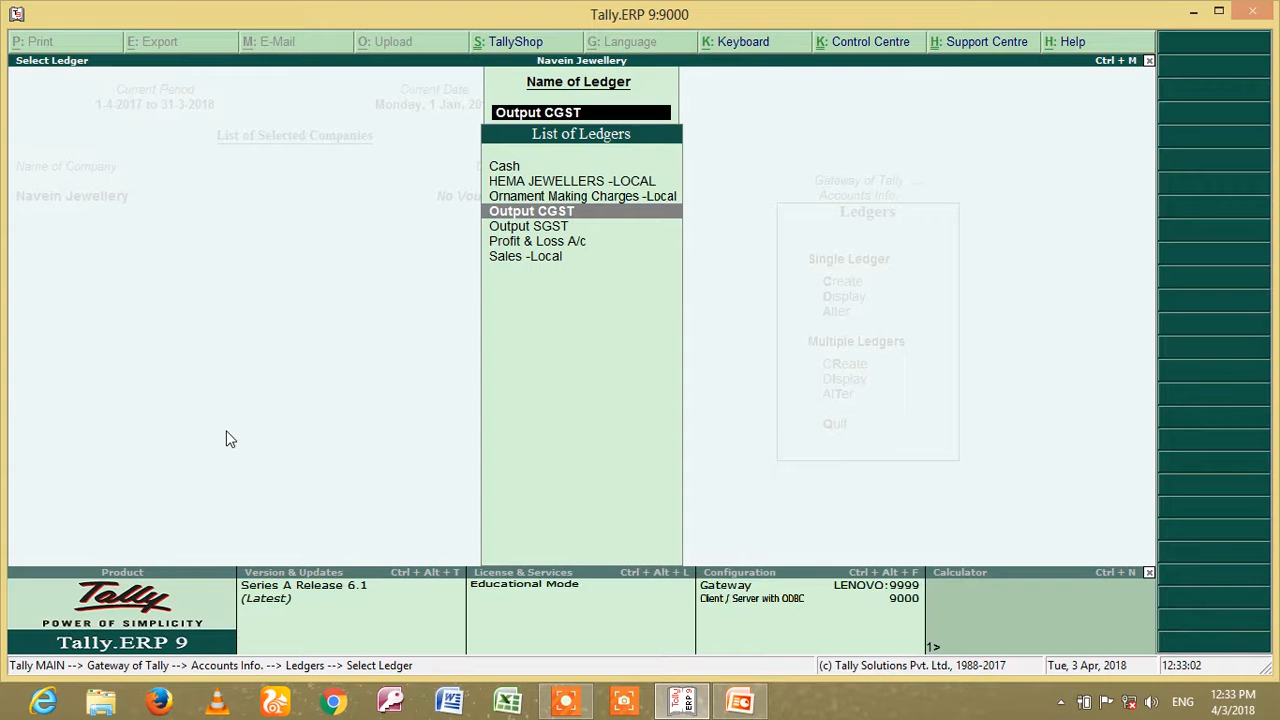 Tally.ERP 9:9000
P: Print
E: Export
M: E-Mail
O: Upload
S: TallyShop
G: Language
K: Keyboard
K: Control Centre
H: Support Centre
H: Help
Select Ledger
Navein Jewellery
Ctrl + M
Current Period
1-4-2017 to 31-3-2018
Current Date
Monday, 1 Jan, 20
List of Selected Companies
Name of Company
Navein Jewellery
No Vou
Name of Ledger
Output CGST
List of Ledgers
Cash
HEMA JEWELLERS -LOCAL
Ornament Making Charges -Local
Output CGST
Output SGST
Profit & Loss A/c
Sales -Local
Gateway of Tally ....
Accounts Info.
Ledgers
Single Ledger
Create
Display
Alter
Multiple Ledgers
CReate
DIsplay
AlTer
Quit
Product
Tally
POWER OF SIMPLICITY
Tally.ERP 9
Version & Updates
Ctrl + Alt + T
Series A Release 6.1
(Latest)
License & Services
Ctrl + Alt + L
Educational Mode
Configuration
Ctrl + Alt + F
Gateway
LENOVO:9999
Client / Server with ODBC
9000
Calculator
Ctrl + N
1>
Tally MAIN --> Gateway of Tally --> Accounts Info. --> Ledgers --> Select Ledger
(c) Tally Solutions Pvt. Ltd., 1988-2017
Tue, 3 Apr, 2018
12:33:02
ENG
12:33 PM
4/3/2018